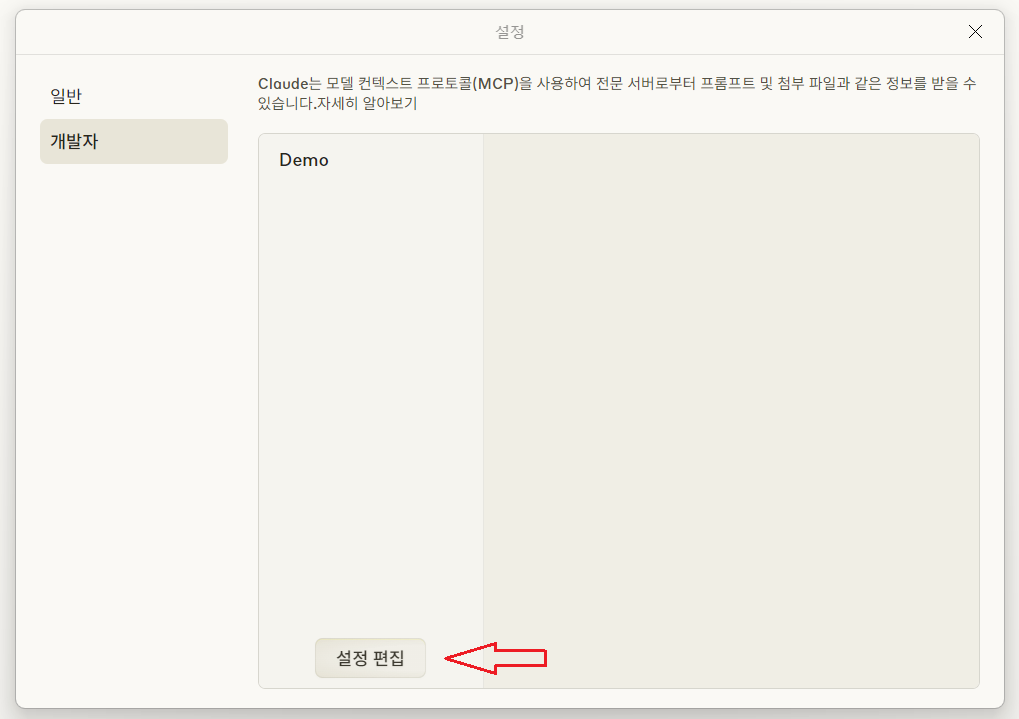 설정
일반
개발자
Claude는 모델 컨텍스트 프로토콜(MCP)을 사용하여 전문 서버로부터 프롬프트 및 첨부 파일과 같은 정보를 받을 수
있습니다.자세히 알아보기
Demo
설정 편집